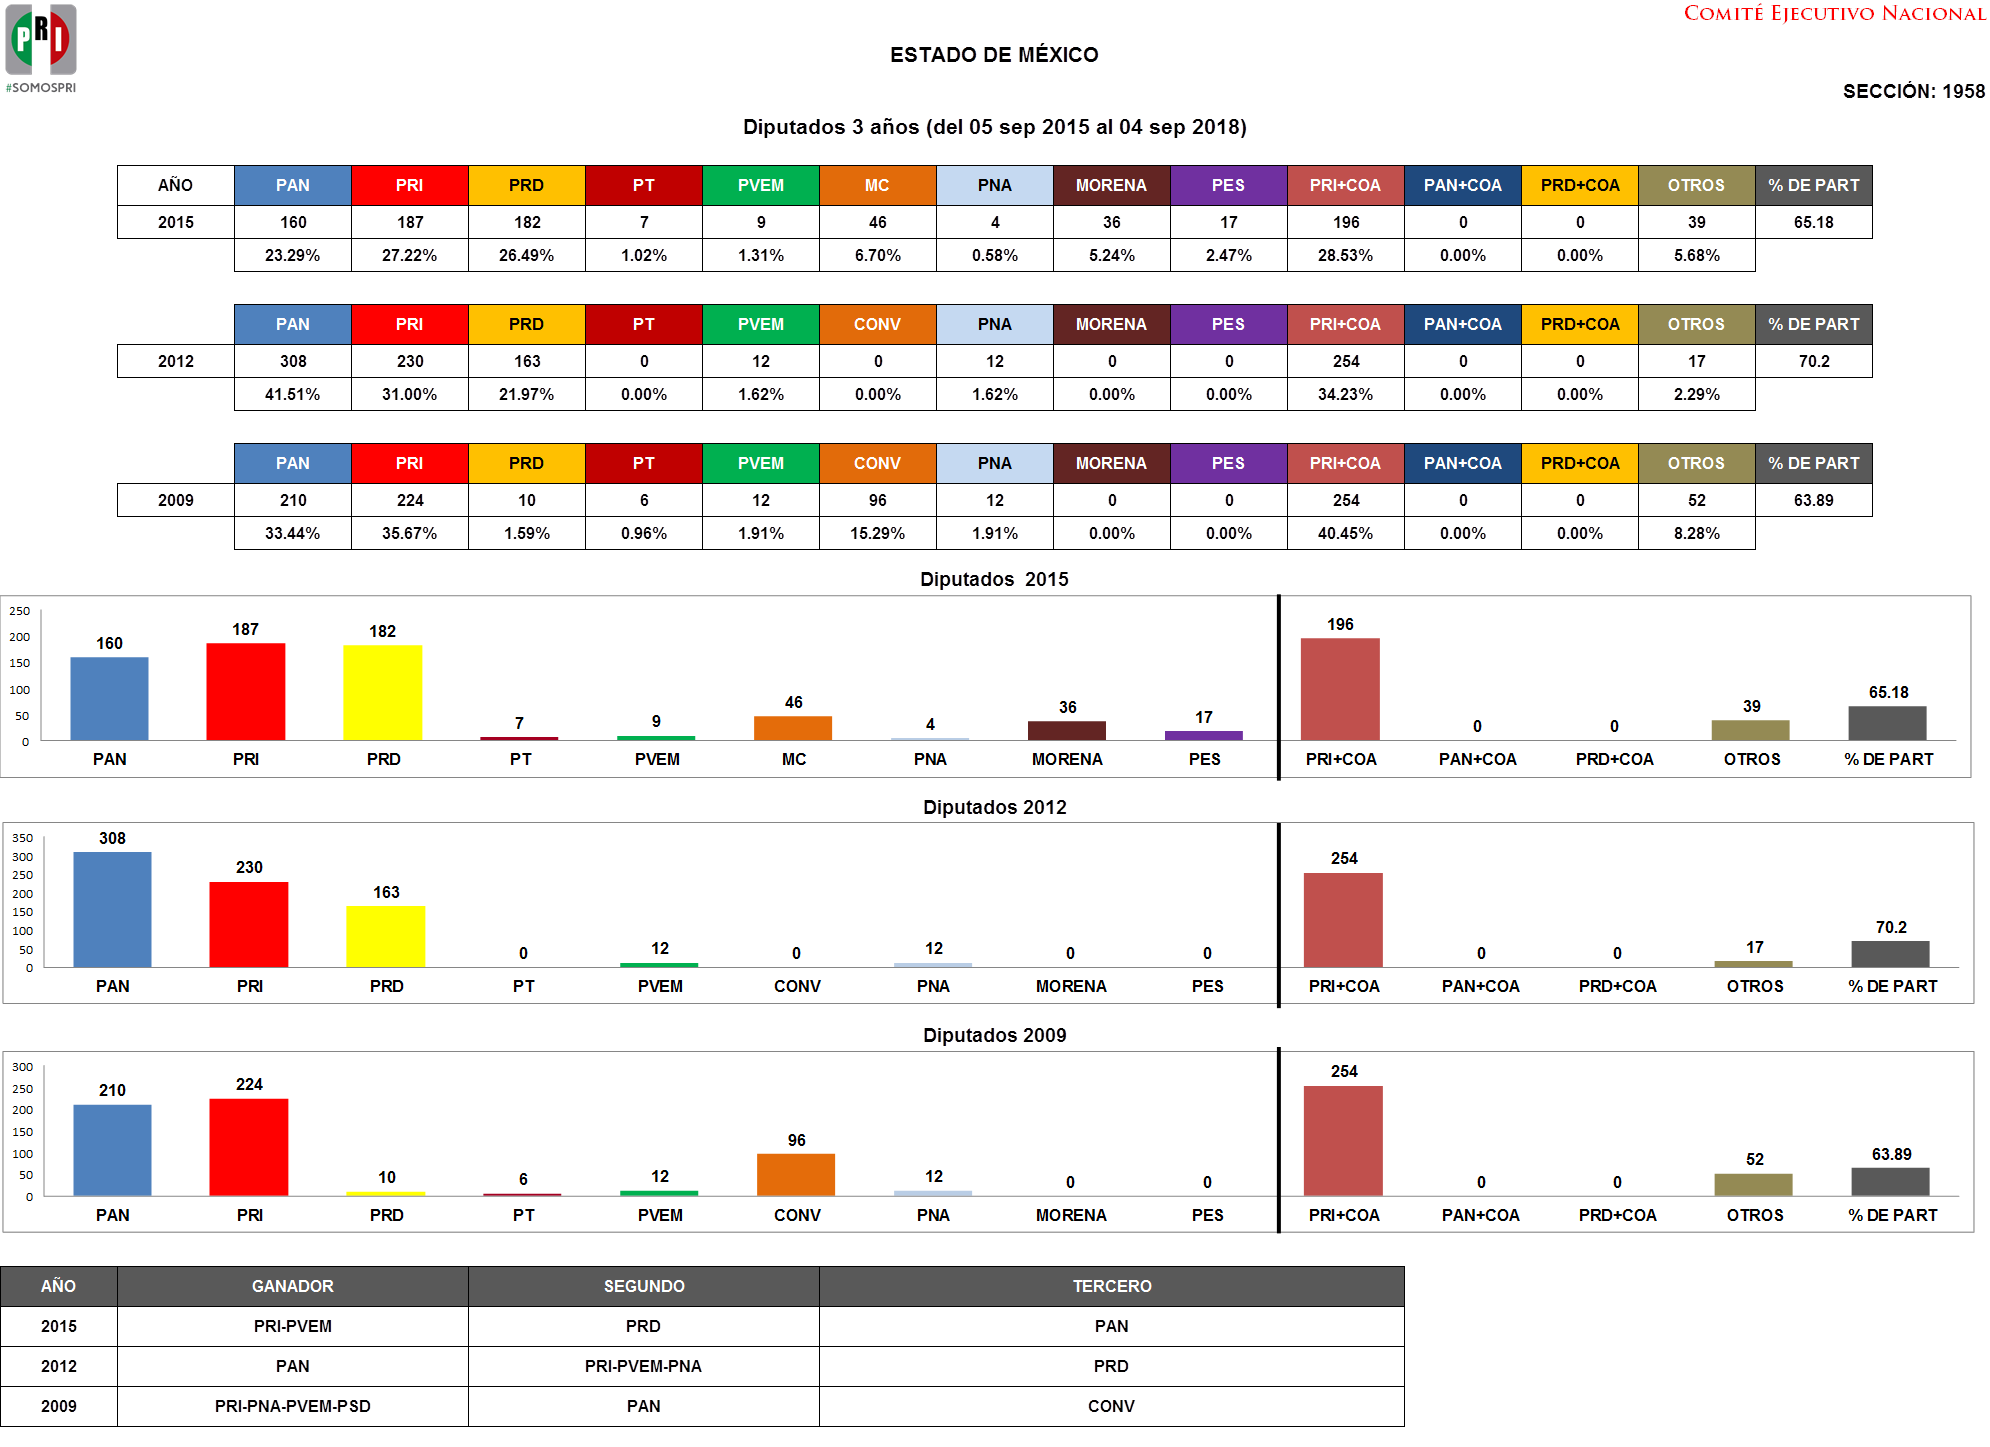 PRI
#SOMOSPRI
COMITÉ EJECUTIVO NACIONAL
ESTADO DE MÉXICO
SECCIÓN: 1958
Diputados 3 años (del 05 sep 2015 al 04 sep 2018)
AÑO PAN PRI PRD PT PVEM MC PNA MORENA PES PRI+COA PAN+COA PRD+COA OTROS % DE PART
2015 160 187 182 7 9 46 4 36 17 196 0 0 39 65.18
23.29% 27.22% 26.49% 1.02% 1.31% 6.70% 0.58% 5.24% 2.47% 28.53% 0.00% 0.00% 5.68%
PAN PRI PRD PT PVEM CONV PNA MORENA PES PRI+COA PAN+COA PRD+COA OTROS % DE PART
2012 308 230 163 0 12 0 12 0 0 254 0 0 17 70.2
41.51% 31.00% 21.97% 0.00% 1.62% 0.00% 1.62% 0.00% 0.00% 34.23% 0.00% 0.00% 2.29%
PAN PRI PRD PT PVEM CONV PNA MORENA PES PRI+COA PAN+COA PRD+COA OTROS % DE PART
2009 210 224 10 6 12 96 12 0 0 254 0 0 52 63.89
33.44% 35.67% 1.59% 0.96% 1.91% 15.29% 1.91% 0.00% 0.00% 40.45% 0.00% 0.00% 8.28%
Diputados 2015
250
200
150
100
50
0
160 187 182 7 9 46 4 36 17 196 0 0 39 65.18
PAN PRI PRD PT PVEM MC PNA MORENA PES PRI+COA PAN+COA PRD+COA OTROS % DE PART
Diputados 2012
350
300
250
200
150
100
50
0
308 230 163 0 12 0 12 0 0 254 0 0 17 70.2
PAN PRI PRD PT PVEM CONV PNA MORENA PES PRI+COA PAN+COA PRD+COA OTROS % DE PART
Diputados 2009
300
250
200
150
100
50
0
210 224 10 6 12 96 12 0 0 254 0 0 52 63.89
PAN PRI PRD PT PVEM CONV PNA MORENA PES PRI+COA PAN+COA PRD+COA OTROS % DE PART
AÑO GANADOR SEGUNDO TERCERO
2015 PRI-PVEM PRD PAN
2012 PAN PRI-PVEM-PNA PRD
2009 PRI-PNA-PVEM-PSD PAN CONV